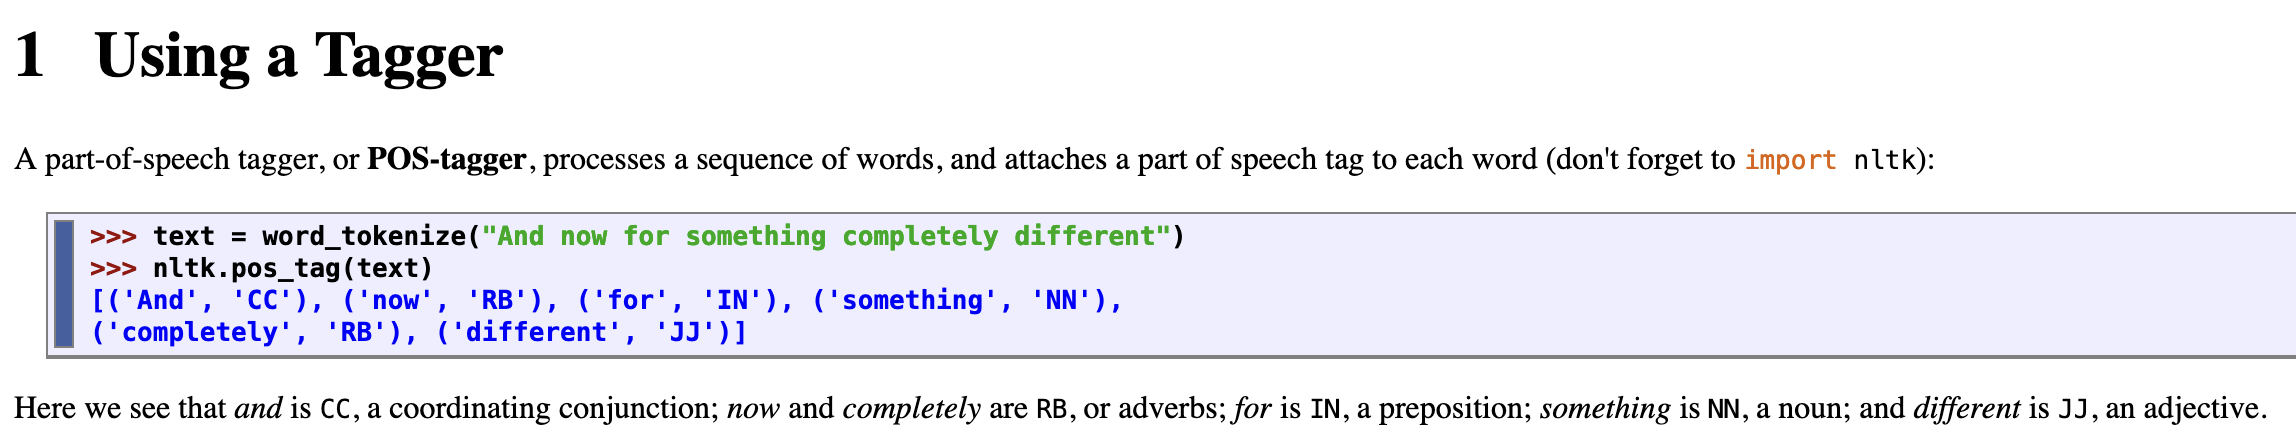 1 Using a Tagger
A part-of-speech tagger, or POS-tagger, processes a sequence of words, and attaches a part of speech tag to each word (don't forget to import nltk):
>>> text = word_tokenize("And now for something completely different")
>>> nltk.pos_tag(text)
[('And', 'CC'), ('now', 'RB'), ('for', 'IN'), ('something', 'NN'),
('completely', 'RB'), ('different', 'JJ')]
Here we see that and is CC, a coordinating conjunction; now and completely are RB, or adverbs; for is IN, a preposition; something is NN, a noun; and different is JJ, an adjective.